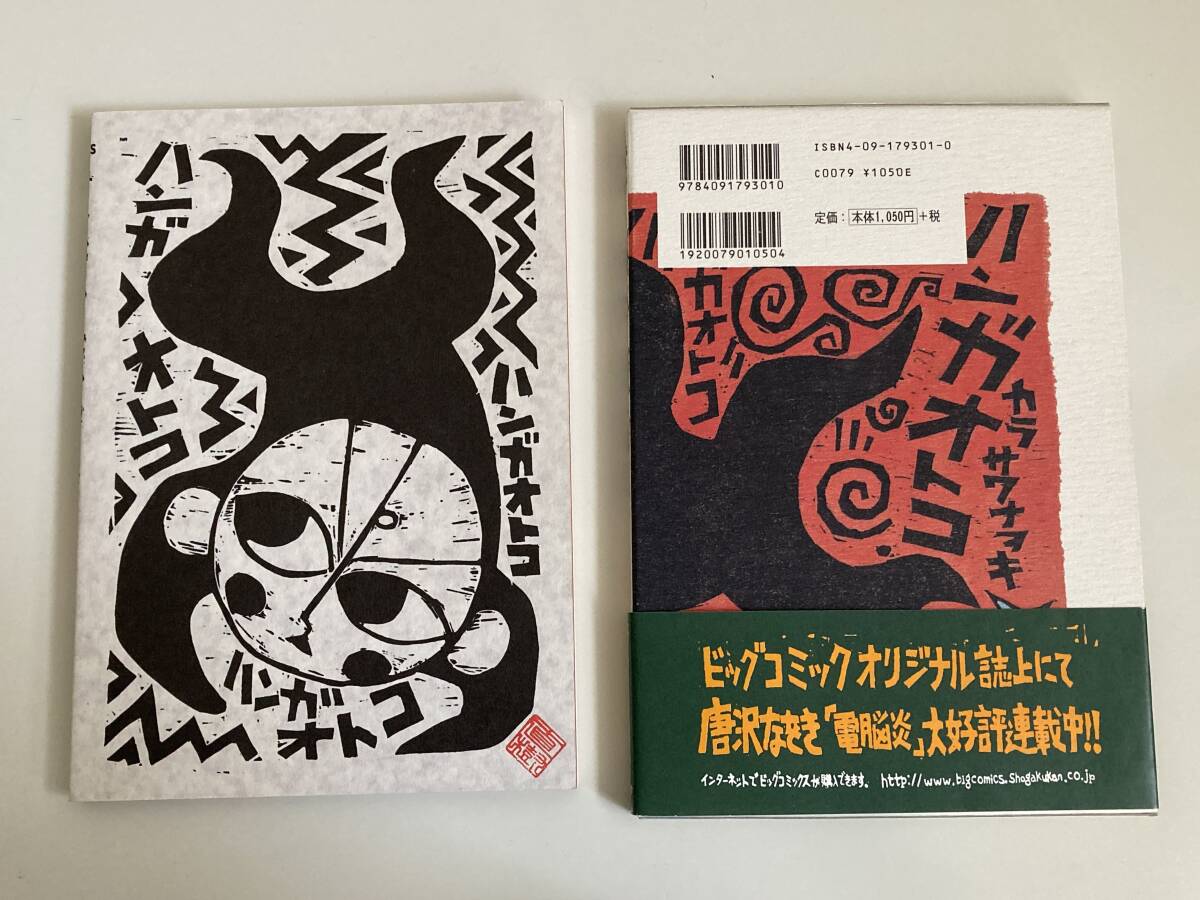 ハンガ
オトコ
ハンガオトコ
ハンガ
オトコ
ISBN4-09-179301-0
C0079 ¥1050E
定価：本体1,050円+税
9784091793010
1920079010504
ハンガオトコ
カラサワナヲキ
ガオトコ
ビッグコミックオリジナル誌上にて
唐沢なをき「電脳炎」大好評連載中!!
インターネットでビッグコミックスが購入できます。 http://www.bigcomics.shogakukan.co.jp